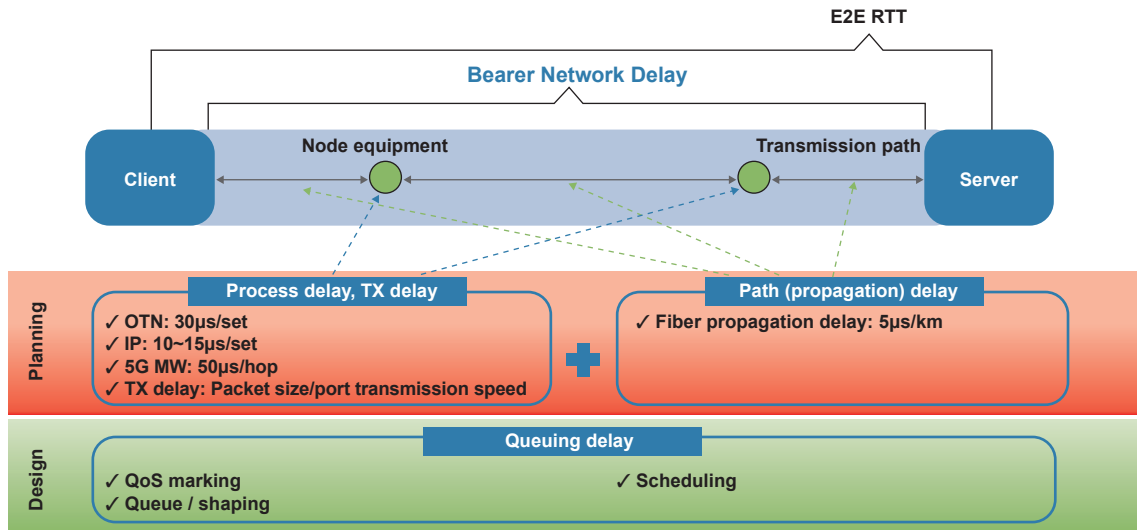 E2E RTT
Bearer Network Delay
Node equipment
Transmission path
Client
Server
Planning
Process delay, TX delay
✓ OTN: 30µs/set
✓ IP: 10~15µs/set
✓ 5G MW: 50µs/hop
✓ TX delay: Packet size/port transmission speed
Path (propagation) delay
✓ Fiber propagation delay: 5µs/km
Design
Queuing delay
✓ QoS marking
✓ Queue / shaping
✓ Scheduling